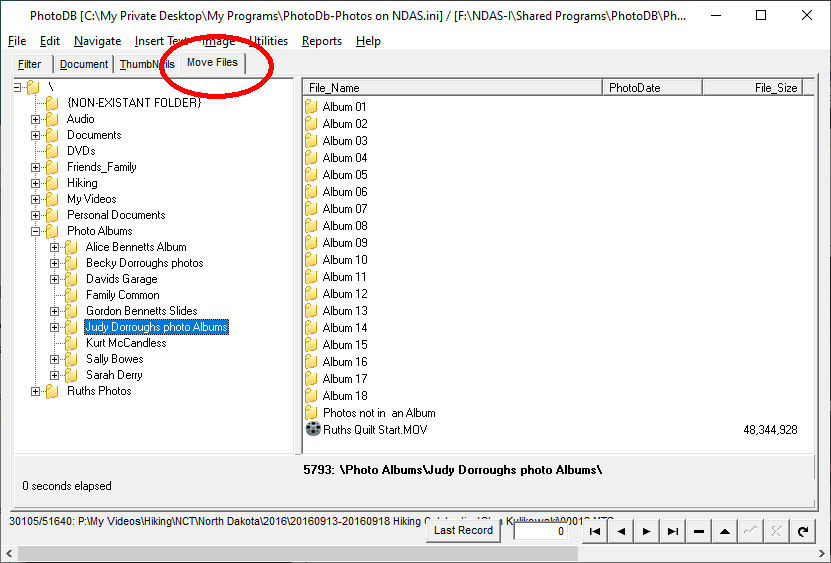 PhotoDB [C:\My Private Desktop\My Programs\PhotoDb-Photos on NDAS.ini] / [F:\NDAS-I\Shared Programs\PhotoDB\Ph...
File Edit Navigate Insert Text Image Utilities Reports Help
Filter Document ThumbNails Move Files
\
{NON-EXISTANT FOLDER}
Audio
Documents
DVDs
Friends_Family
Hiking
My Videos
Personal Documents
Photo Albums
Alice Bennetts Album
Becky Dorroughs photos
Davids Garage
Family Common
Gordon Bennetts Slides
Judy Dorroughs photo Albums
Kurt McCandless
Sally Bowes
Sarah Derry
Ruths Photos
File_Name PhotoDate File_Size
Album 01
Album 02
Album 03
Album 04
Album 05
Album 06
Album 07
Album 08
Album 09
Album 10
Album 11
Album 12
Album 13
Album 14
Album 15
Album 16
Album 17
Album 18
Photos not in an Album
Ruths Quilt Start.MOV 48,344,928
5793: \Photo Albums\Judy Dorroughs photo Albums\
0 seconds elapsed
30105/51640: P:\My Videos\Hiking\NCT\North Dakota\2016\20160913-20160918 Hiking
Last Record 0